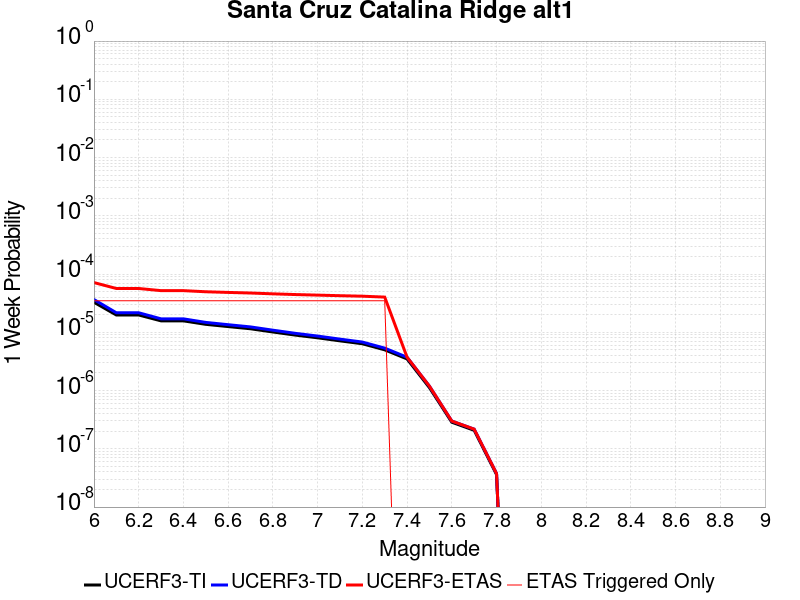 Santa Cruz Catalina Ridge alt1
10^0
10^-1
10^-2
10^-3
10^-4
10^-5
10^-6
10^-7
10^-8
1 Week Probability
6 6.2 6.4 6.6 6.8 7 7.2 7.4 7.6 7.8 8 8.2 8.4 8.6 8.8 9
Magnitude
UCERF3-TI UCERF3-TD UCERF3-ETAS ETAS Triggered Only